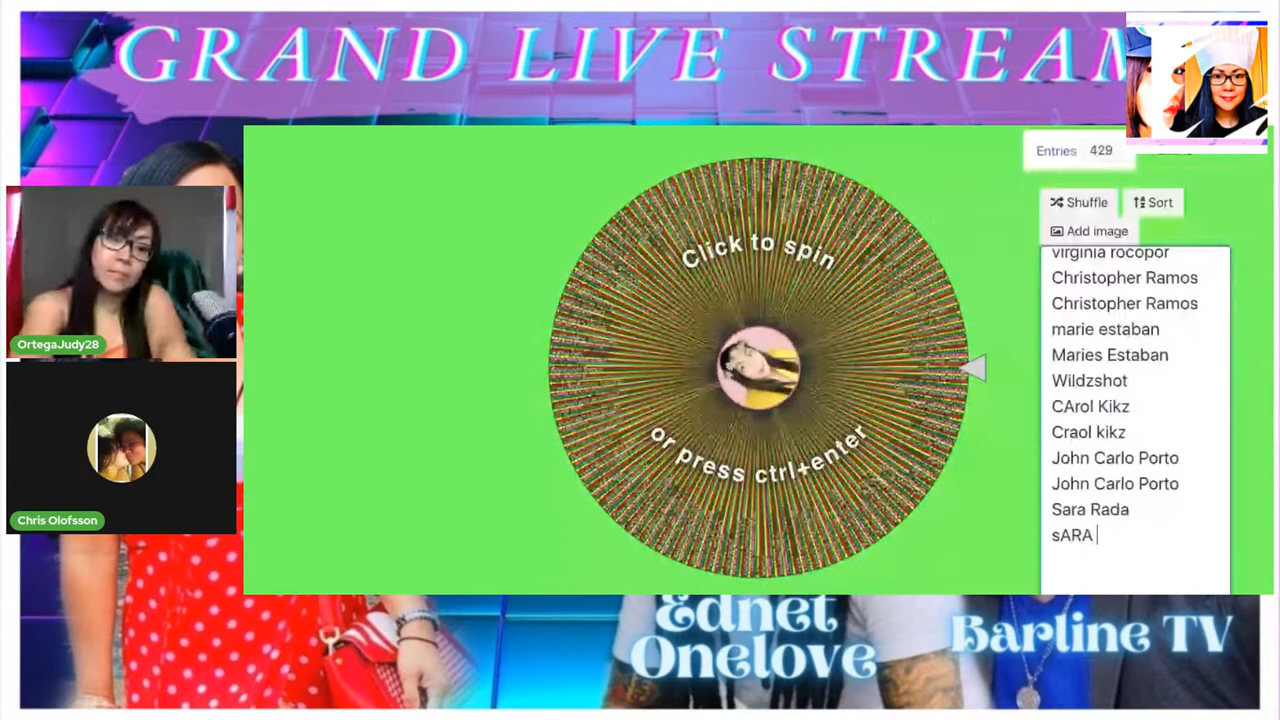 GRAND LIVE STREAM
Entries 429
Shuffle
Sort
Add image
virginia rocopor
Christopher Ramos
Christopher Ramos
marie estaban
Maries Estaban
Wildzshot
CArol Kikz
Craol kikz
John Carlo Porto
John Carlo Porto
Sara Rada
sARA
Click to spin
or press ctrl+enter
OrtegaJudy28
Chris Olofsson
Ednet
Onelove
Barline TV